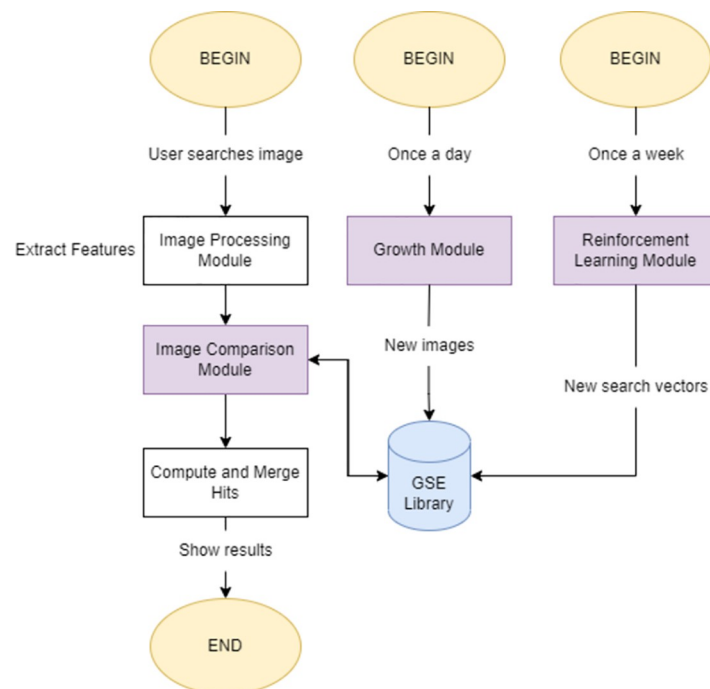 BEGIN
BEGIN
BEGIN
User searches image
Once a day
Once a week
Extract Features
Image Processing
Module
Growth Module
Reinforcement
Learning Module
Image Comparison
Module
New images
New search vectors
Compute and Merge
Hits
GSE
Library
Show results
END